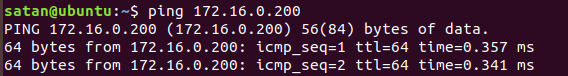 satan@ubuntu:~$ ping 172.16.0.200
PING 172.16.0.200 (172.16.0.200) 56(84) bytes of data.
64 bytes from 172.16.0.200: icmp_seq=1 ttl=64 time=0.357 ms
64 bytes from 172.16.0.200: icmp_seq=2 ttl=64 time=0.341 ms